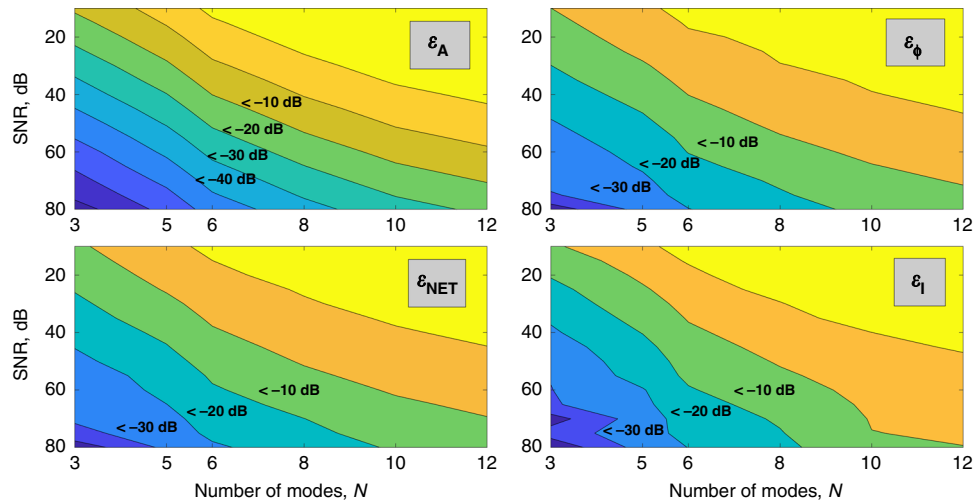 SNR, dB
20
40
60
80
3
5
6
8
10
12
ε_A
< –10 dB
< –20 dB
< –30 dB
< –40 dB
20
40
60
80
3
5
6
8
10
12
ε_ϕ
< –10 dB
< –20 dB
< –30 dB
SNR, dB
20
40
60
80
3
5
6
8
10
12
Number of modes, N
ε_NET
< –10 dB
< –20 dB
< –30 dB
20
40
60
80
3
5
6
8
10
12
Number of modes, N
ε_I
< –10 dB
< –20 dB
< –30 dB